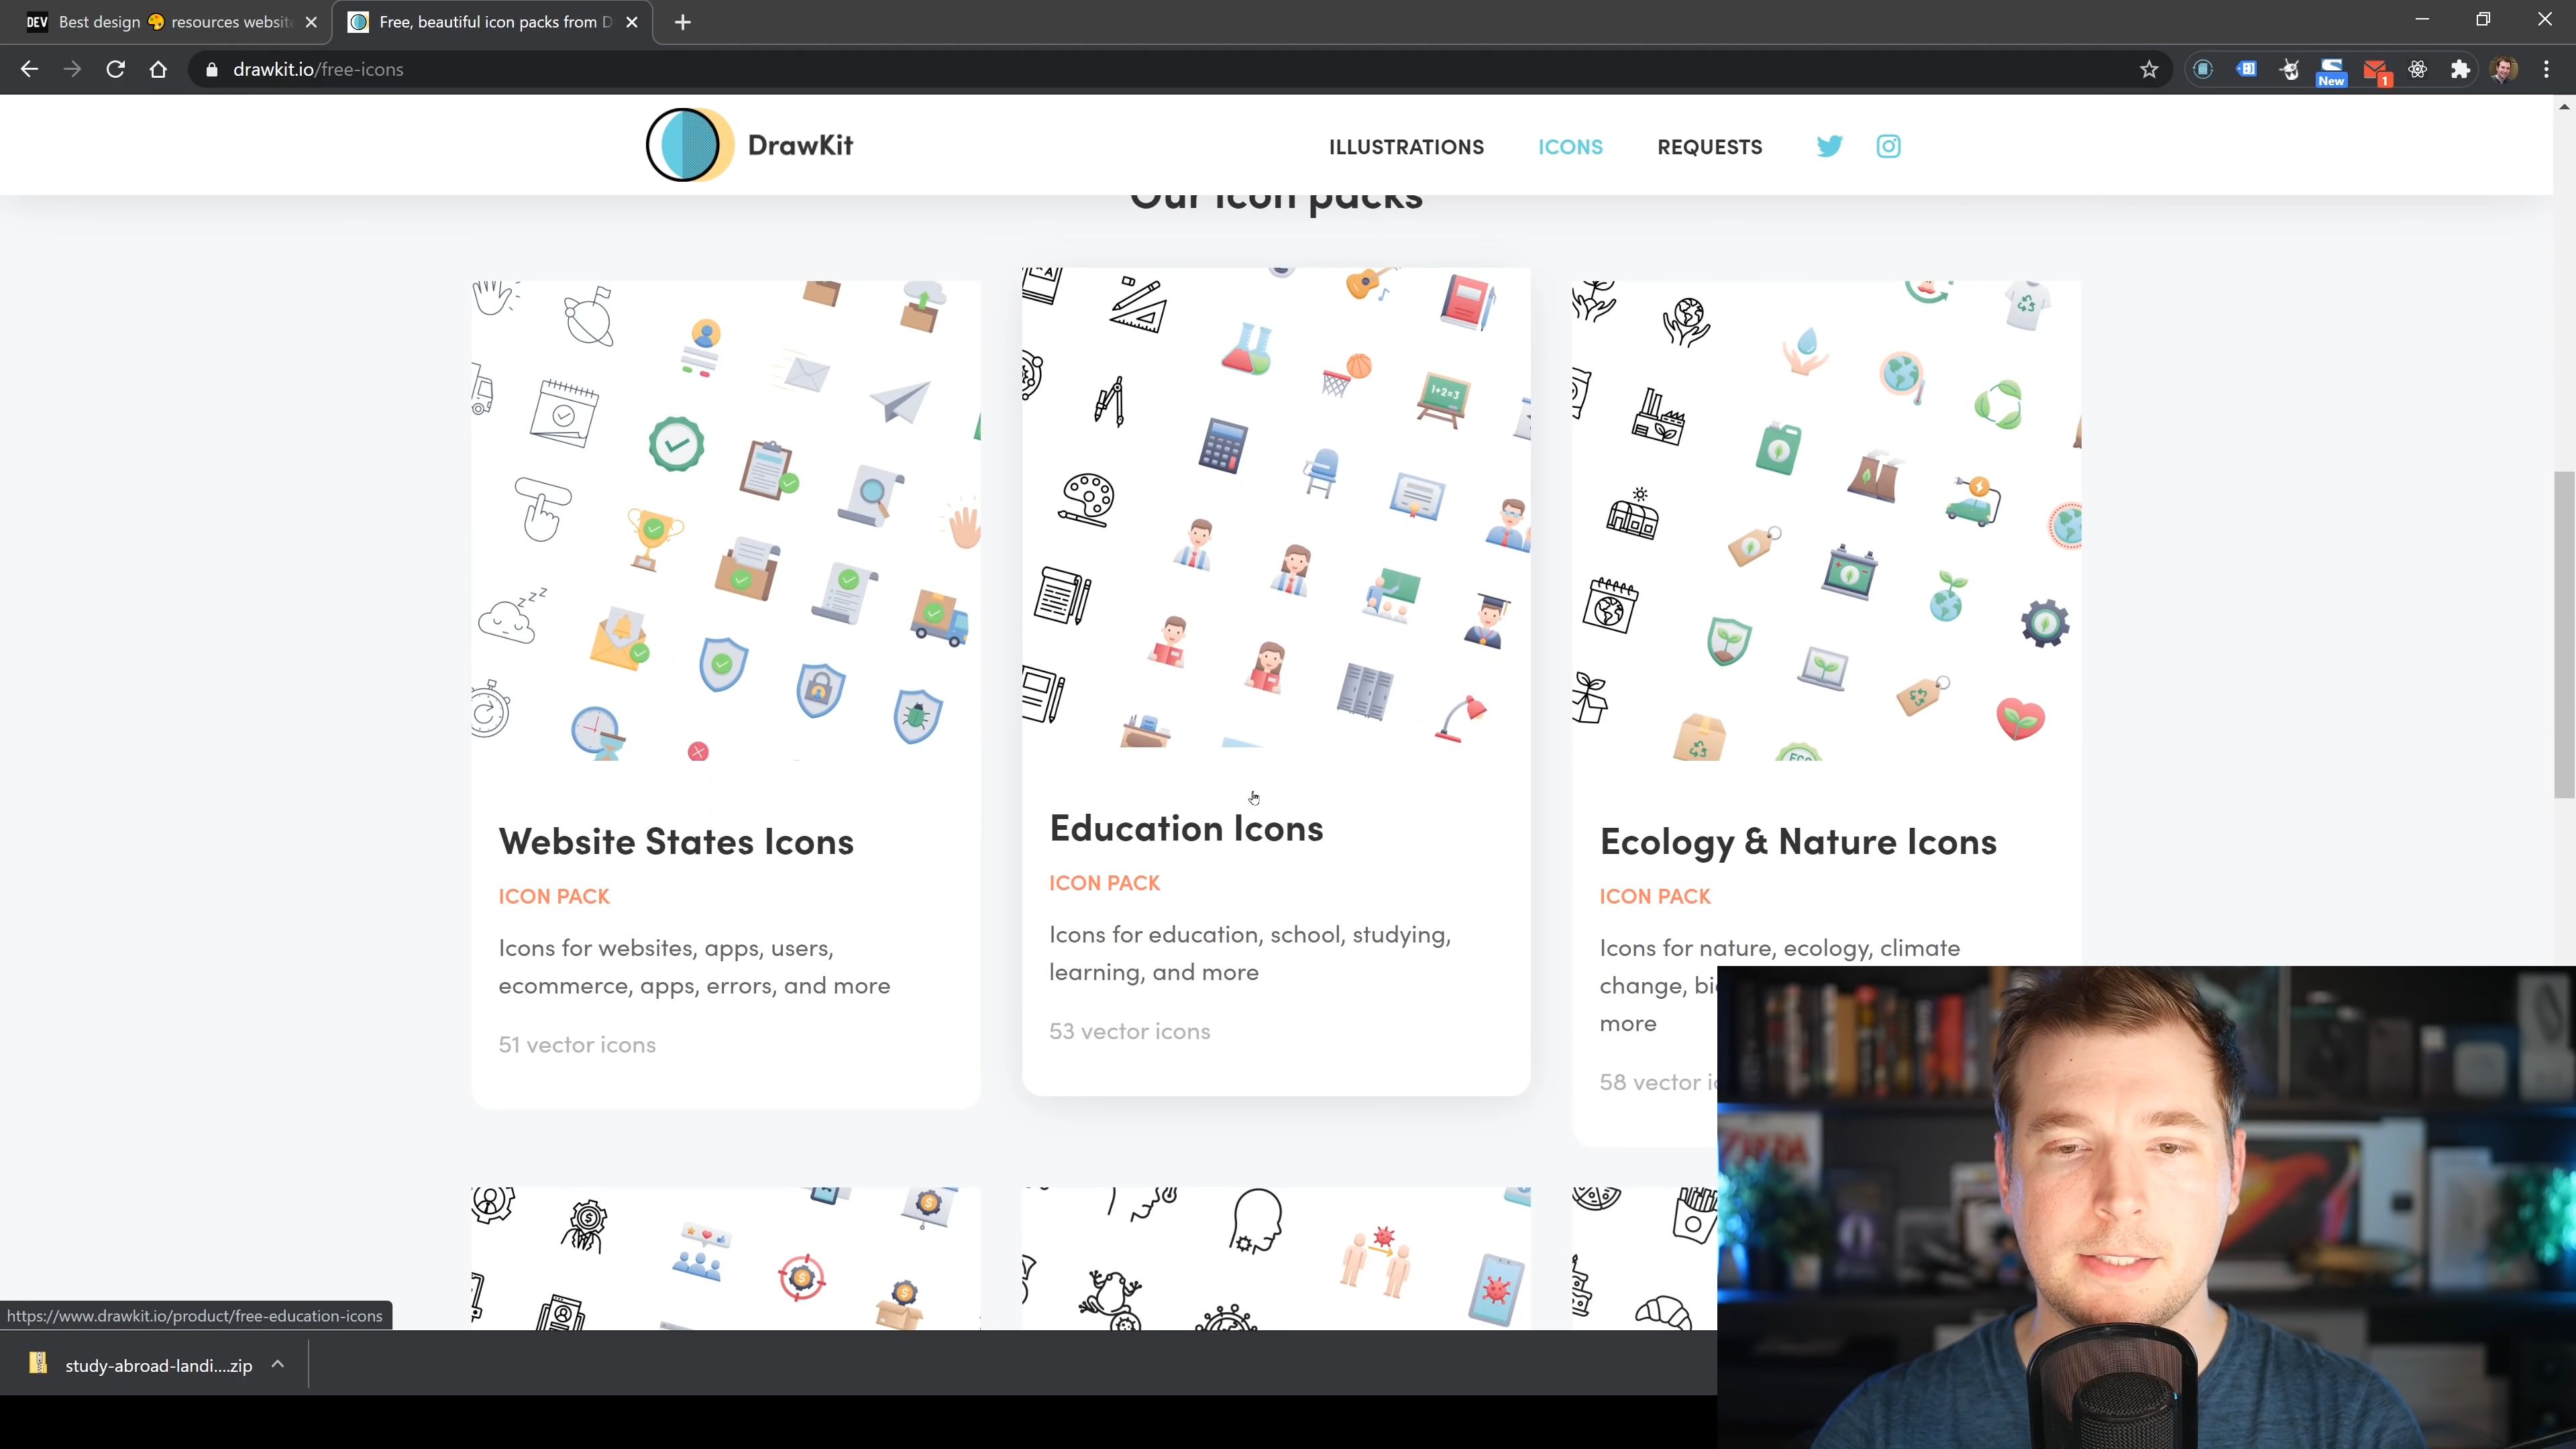 DEV Best design 🎨 resources websit
Free, beautiful icon packs from D
drawkit.io/free-icons
New
1
DrawKit
ILLUSTRATIONS
ICONS
REQUESTS
Our icon packs
1+2=3
ECO
Website States Icons
ICON PACK
Icons for websites, apps, users,
ecommerce, apps, errors, and more
51 vector icons
Education Icons
ICON PACK
Icons for education, school, studying,
learning, and more
53 vector icons
Ecology & Nature Icons
ICON PACK
Icons for nature, ecology, climate
change,
more
58 vector
https://www.drawkit.io/product/free-education-icons
study-abroad-landi....zip